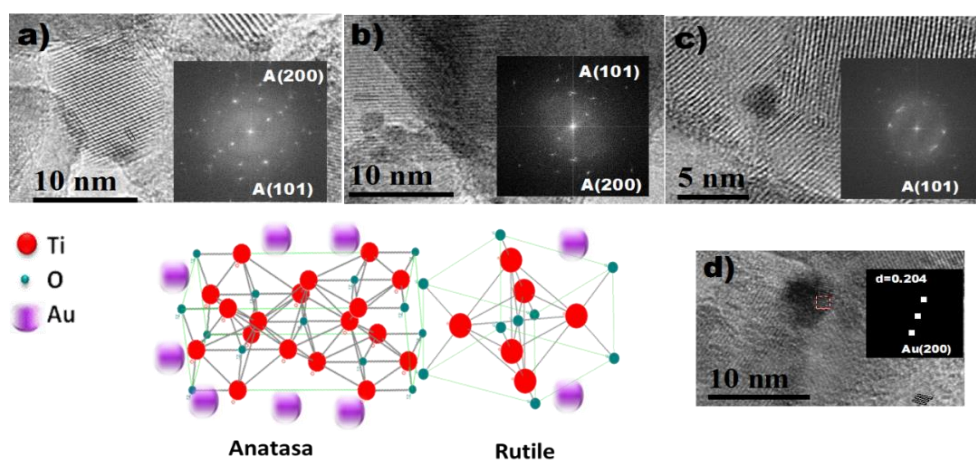 a)
A(200)
A(101)
10 nm
b)
A(101)
A(200)
10 nm
c)
A(101)
5 nm
Ti
O
Au
Anatasa
Rutile
d)
d=0.204
Au(200)
10 nm